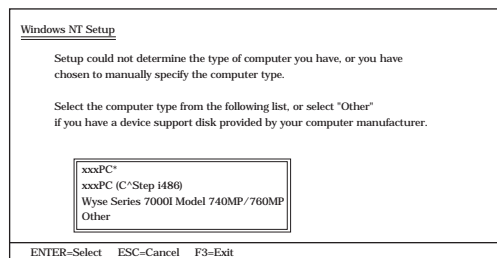 Windows NT Setup
Setup could not determine the type of computer you have, or you have
chosen to manually specify the computer type.
Select the computer type from the following list, or select "Other"
if you have a device support disk provided by your computer manufacturer.
xxxPC*
xxxPC (C^Step i486)
Wyse Series 7000I Model 740MP/760MP
Other
ENTER=Select ESC=Cancel F3=Exit